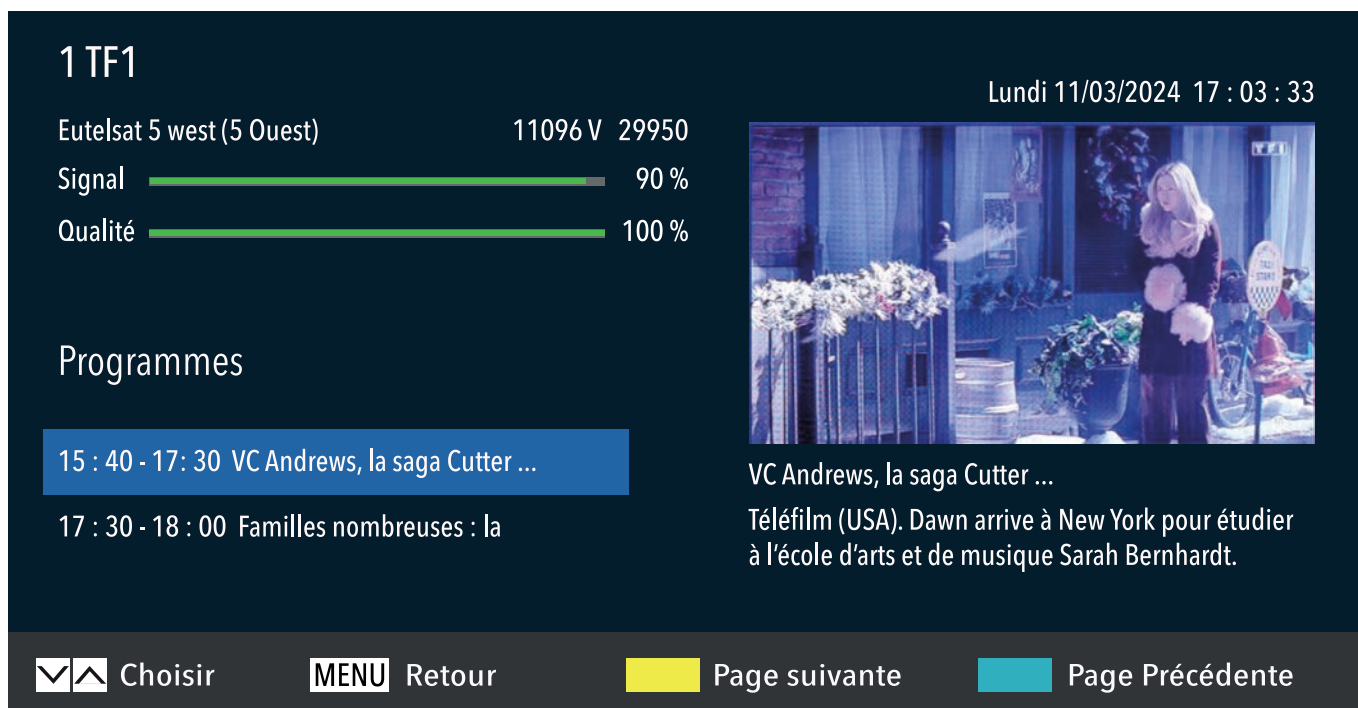 1 TF1
Lundi 11/03/2024 17 : 03 : 33
Eutelsat 5 west (5 Ouest) 11096 V 29950
Signal 90 %
Qualité 100 %
TF1
TAXI
STAND
Programmes
15 : 40 - 17: 30 VC Andrews, la saga Cutter ...
17 : 30 - 18 : 00 Familles nombreuses : la
VC Andrews, la saga Cutter ...
Téléfilm (USA). Dawn arrive à New York pour étudier
à l’école d’arts et de musique Sarah Bernhardt.
Choisir MENU Retour Page suivante Page Précédente